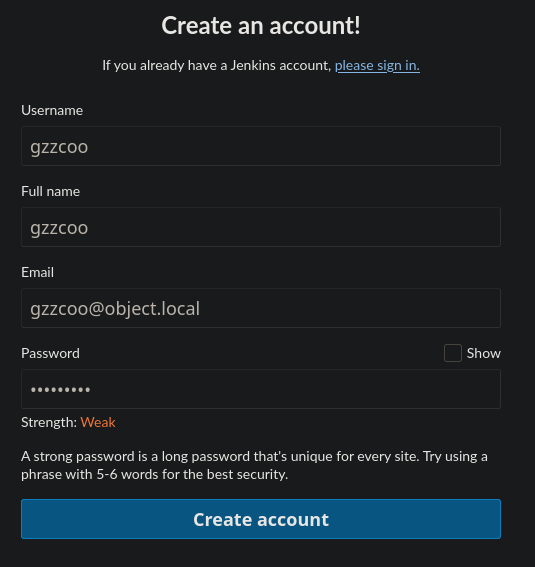 Create an account!
If you already have a Jenkins account, please sign in.
Username
gzzcoo
Full name
gzzcoo
Email
gzzcoo@object.local
Password Show
•••••••••
Strength: Weak
A strong password is a long password that's unique for every site. Try using a
phrase with 5-6 words for the best security.
Create account